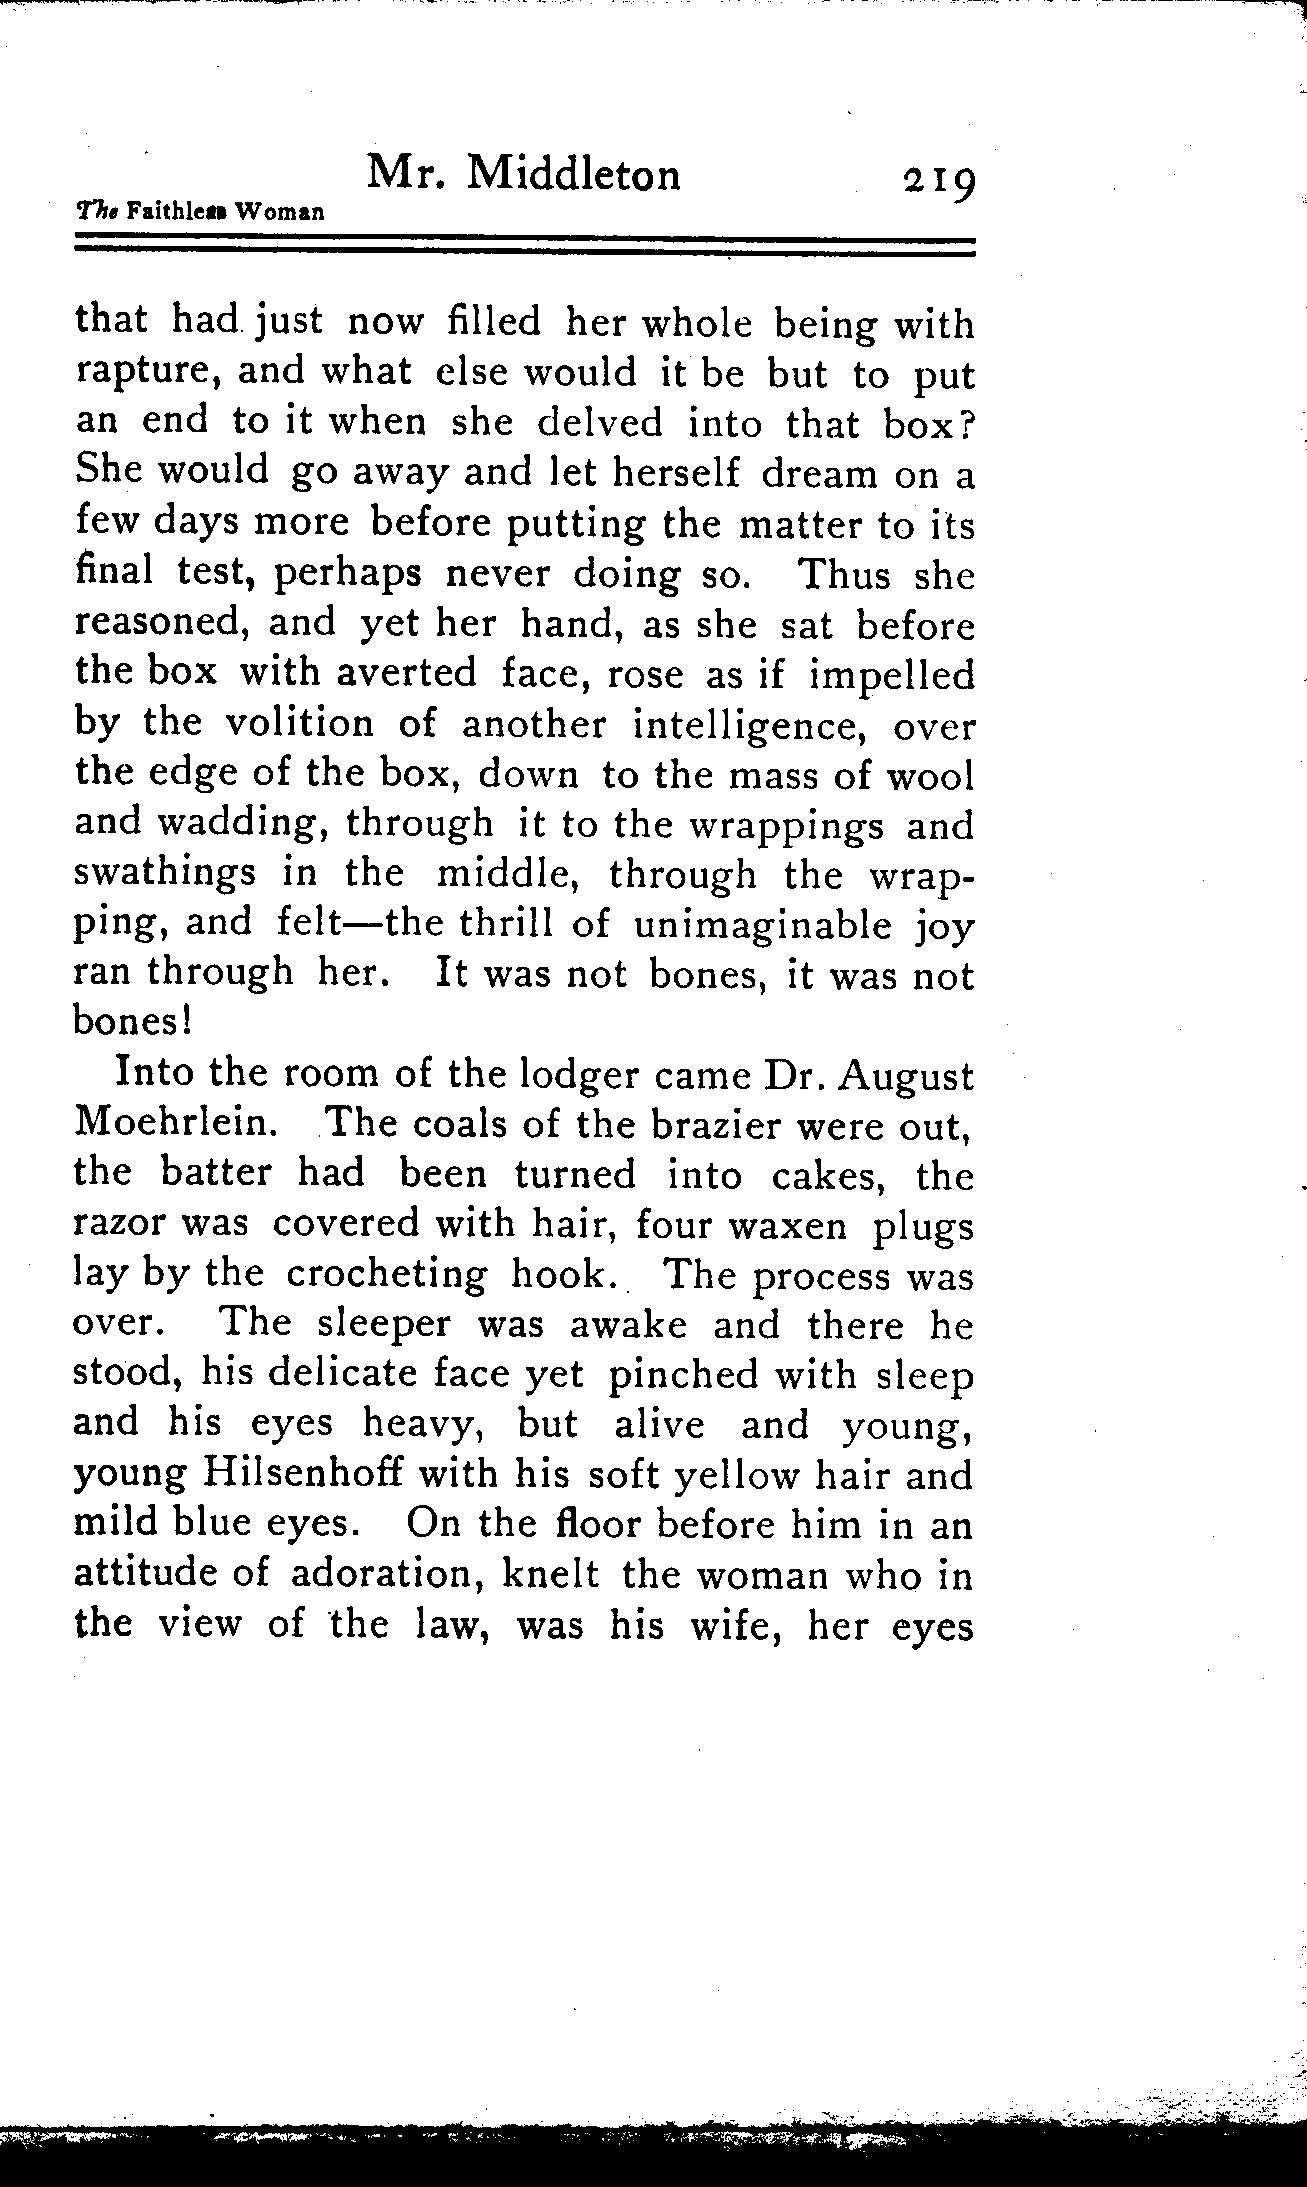 Mr. Middleton 219
The Faithless Woman
that had just now filled her whole being with
rapture, and what else would it be but to put
an end to it when she delved into that box?
She would go away and let herself dream on a
few days more before putting the matter to its
final test, perhaps never doing so. Thus she
reasoned, and yet her hand, as she sat before
the box with averted face, rose as if impelled
by the volition of another intelligence, over
the edge of the box, down to the mass of wool
and wadding, through it to the wrappings and
swathings in the middle, through the wrap-
ping, and felt—the thrill of unimaginable joy
ran through her. It was not bones, it was not
bones!
Into the room of the lodger came Dr. August
Moehrlein. The coals of the brazier were out,
the batter had been turned into cakes, the
razor was covered with hair, four waxen plugs
lay by the crocheting hook. The process was
over. The sleeper was awake and there he
stood, his delicate face yet pinched with sleep
and his eyes heavy, but alive and young,
young Hilsenhoff with his soft yellow hair and
mild blue eyes. On the floor before him in an
attitude of adoration, knelt the woman who in
the view of the law, was his wife, her eyes